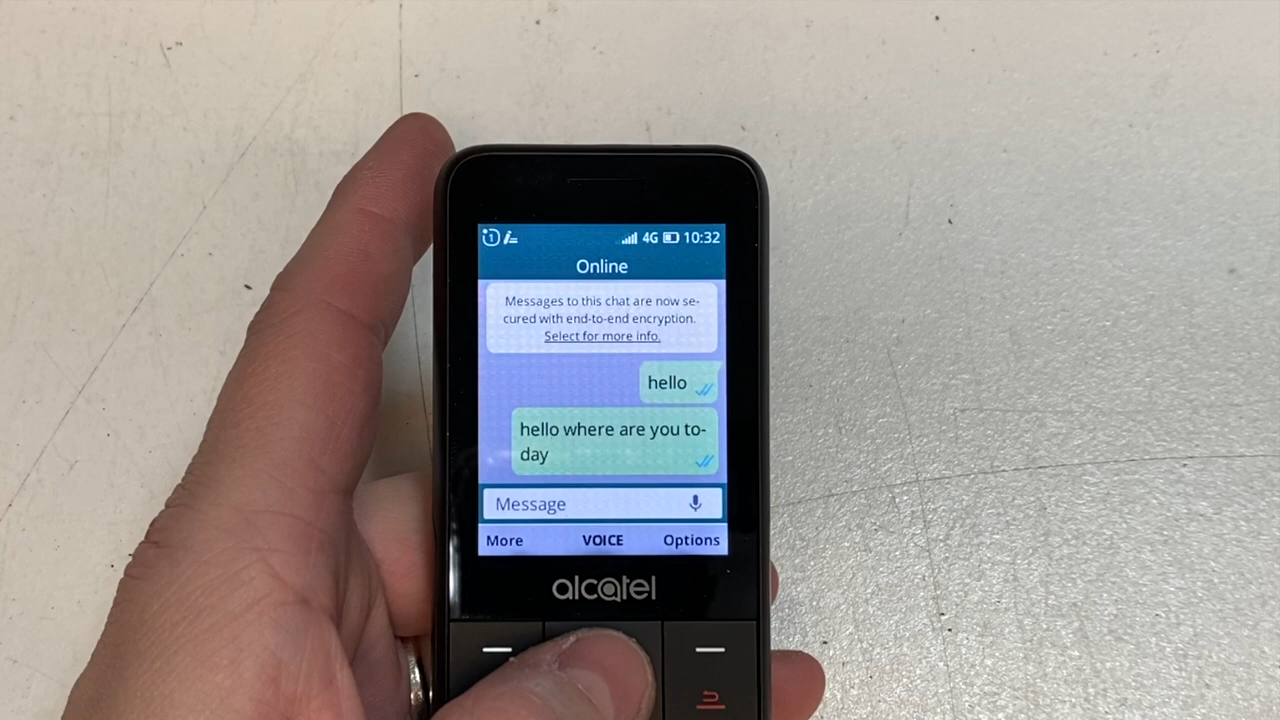 1 4G 10:32
Online
Messages to this chat are now se-
cured with end-to-end encryption.
Select for more info.
hello
hello where are you to-
day
Message
More VOICE Options
alcatel